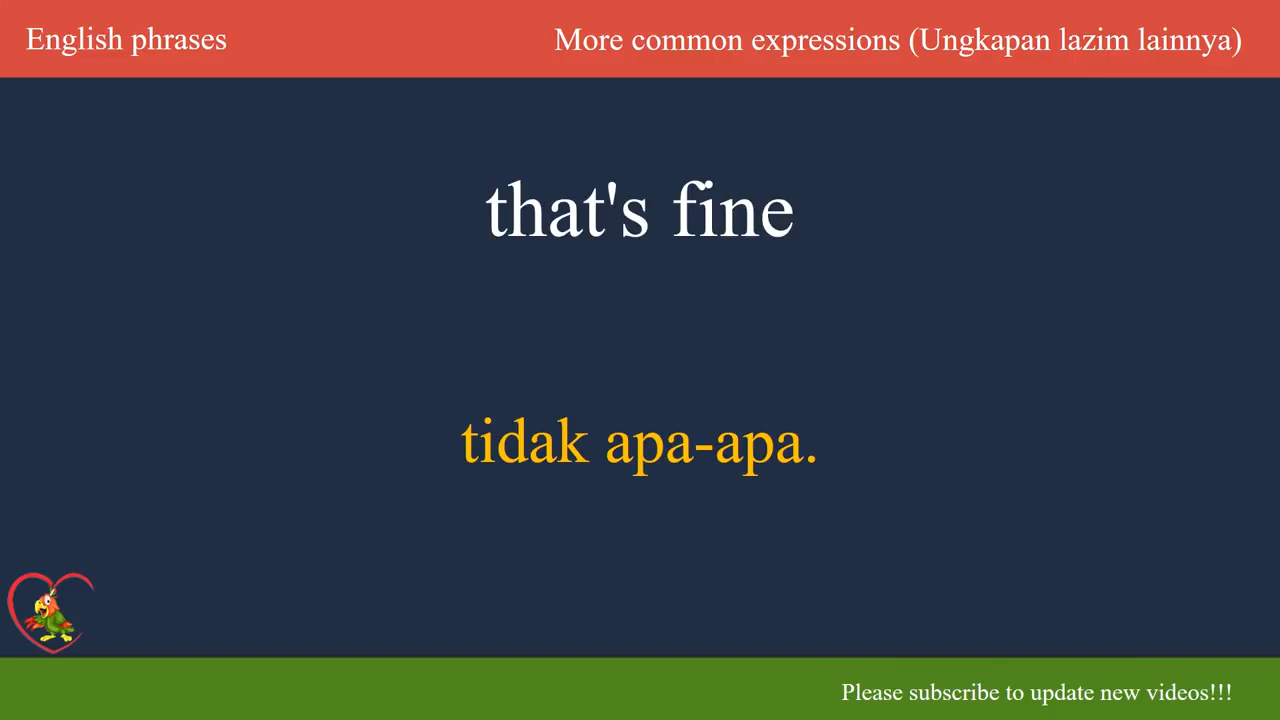 English phrases
More common expressions (Ungkapan lazim lainnya)
that's fine
tidak apa-apa.
Please subscribe to update new videos!!!